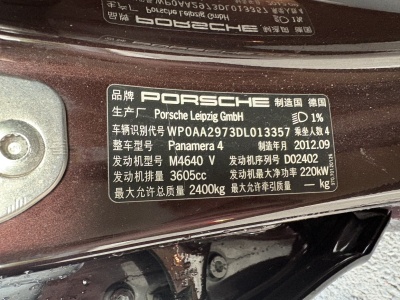 品牌 PORSCHE 制造国 德国
生产厂 Porsche Leipzig GmbH 1%
车辆识别代号 WP0AA2973DL013357 乘坐人数 4
整车型号 Panamera 4 制造年月 2012.09
发动机型号 M4640 V 发动机序列号 D02402
发动机排量 3605cc 发动机最大净功率 220kW
最大允许总质量 2400kg 最大允许牵引质量 — kg